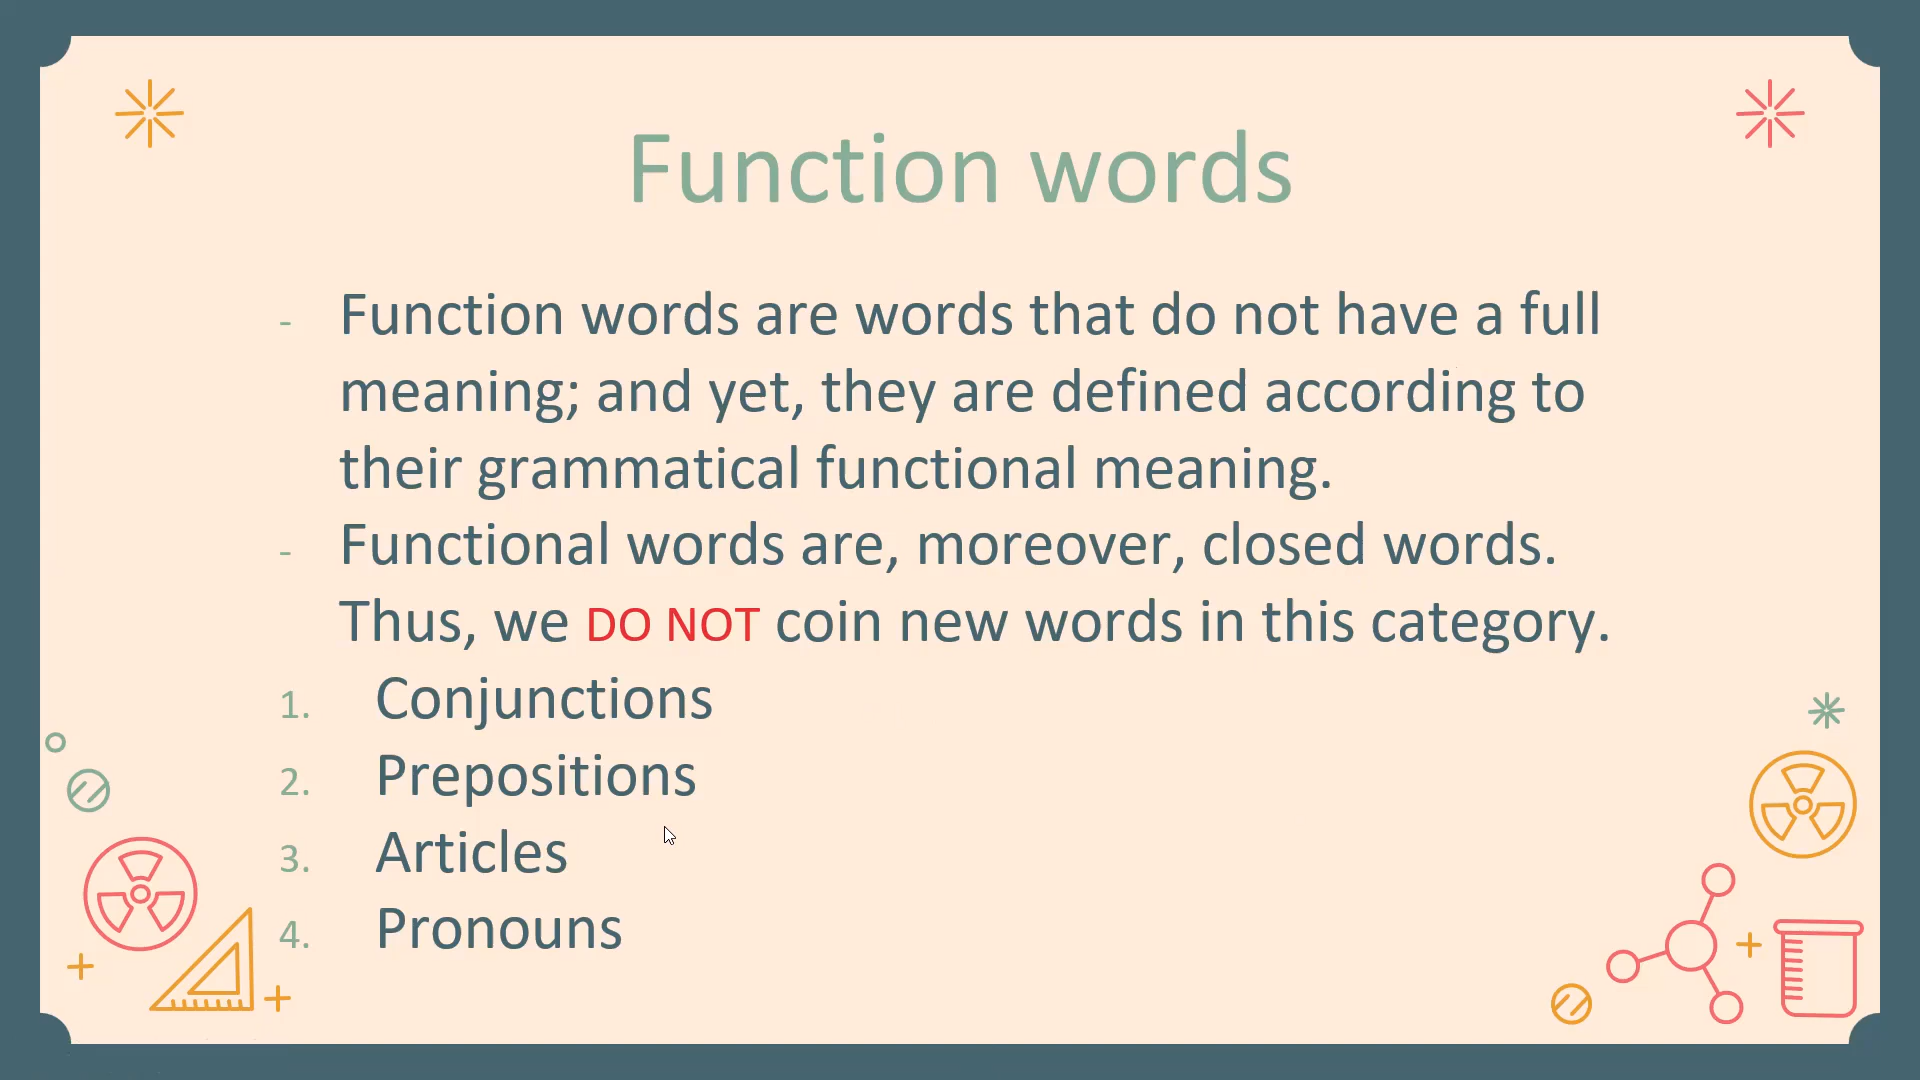 Function words
- Function words are words that do not have a full
meaning; and yet, they are defined according to
their grammatical functional meaning.
- Functional words are, moreover, closed words.
Thus, we DO NOT coin new words in this category.
1. Conjunctions
2. Prepositions
3. Articles
4. Pronouns